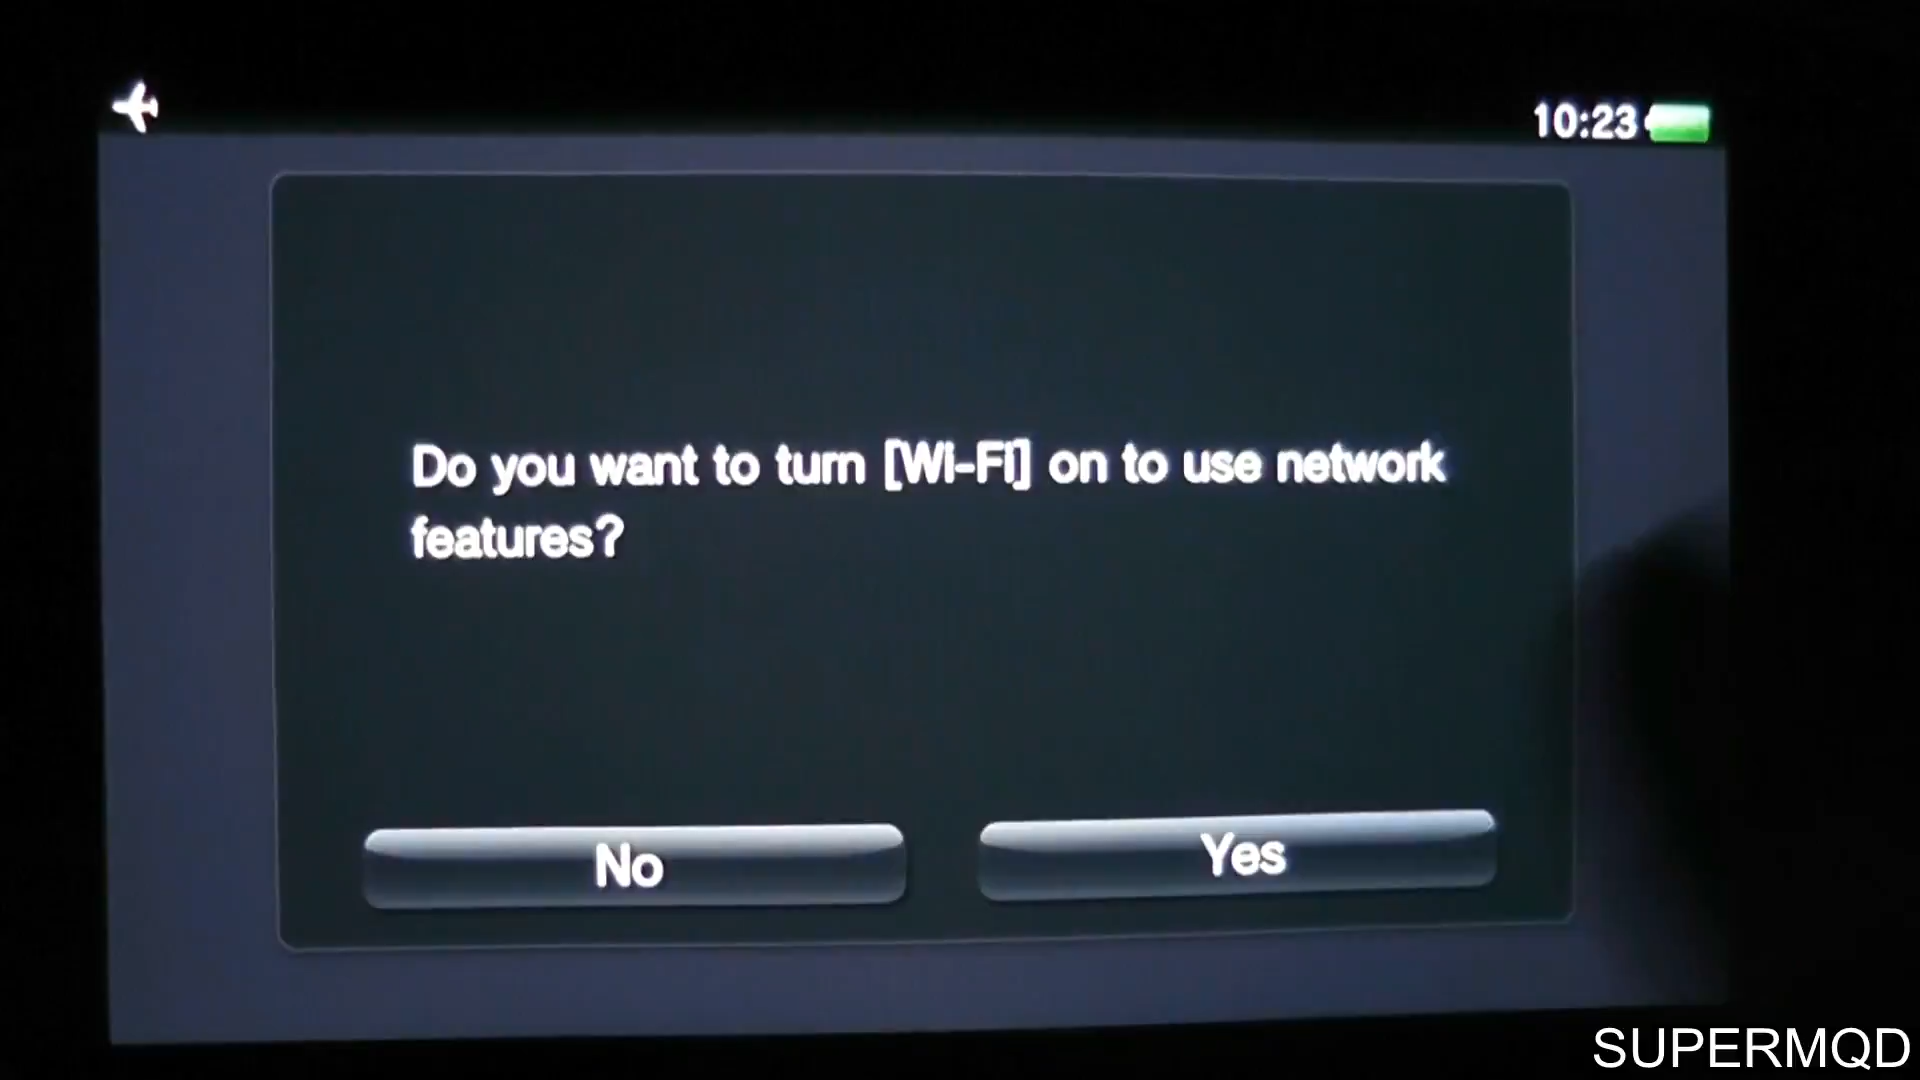 10:23
Do you want to turn [Wi-Fi] on to use network
features?
No
Yes
SUPERMQD